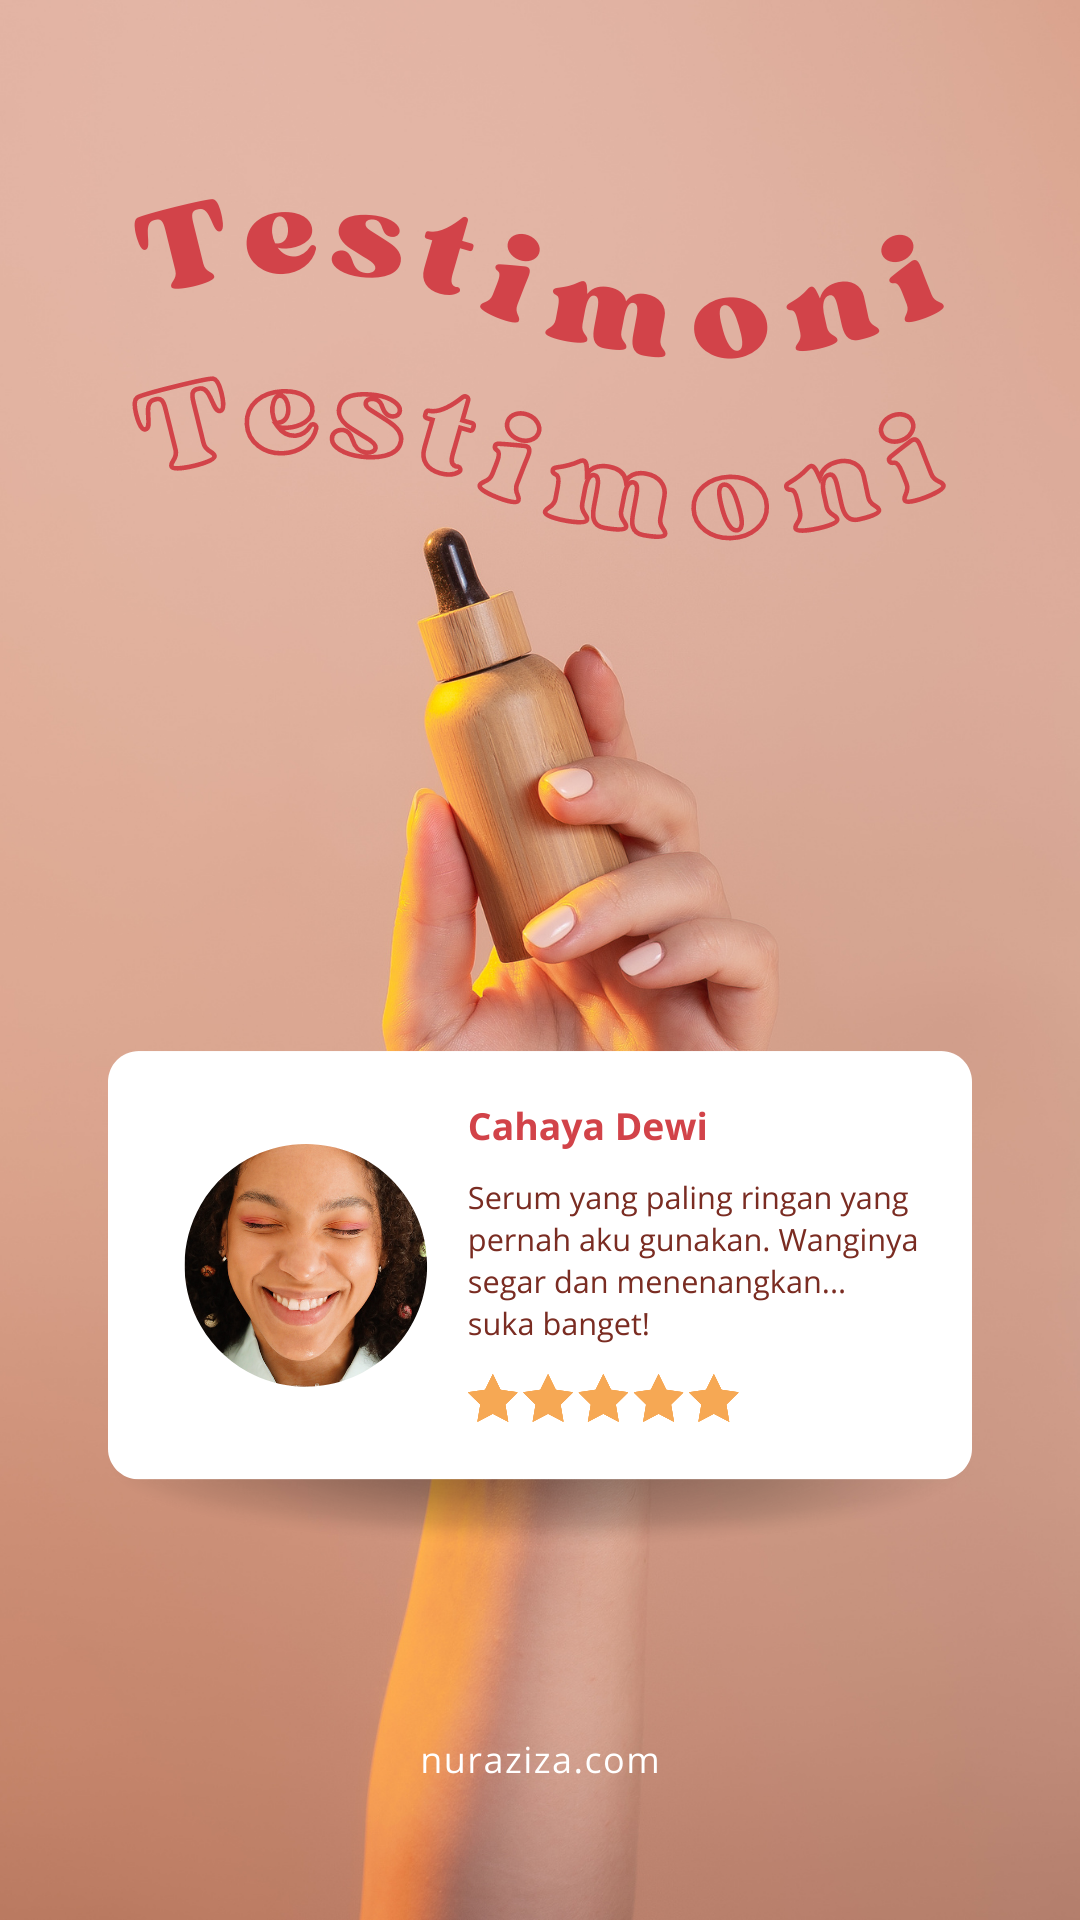 Testimoni
Testimoni
Cahaya Dewi
Serum yang paling ringan yang
pernah aku gunakan. Wanginya
segar dan menenangkan...
suka banget!
nuraziza.com